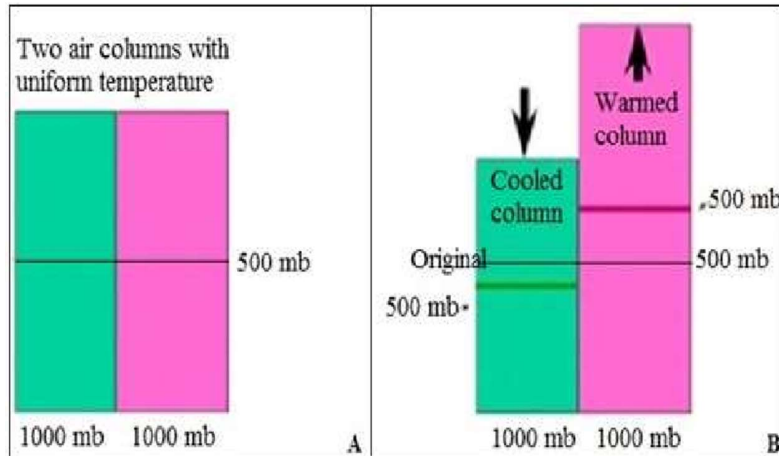 Two air columns with
uniform temperature
500 mb
1000 mb 1000 mb
A
Warmed
column
Cooled
column
500 mb
Original
500 mb
500 mb
1000 mb 1000 mb
B